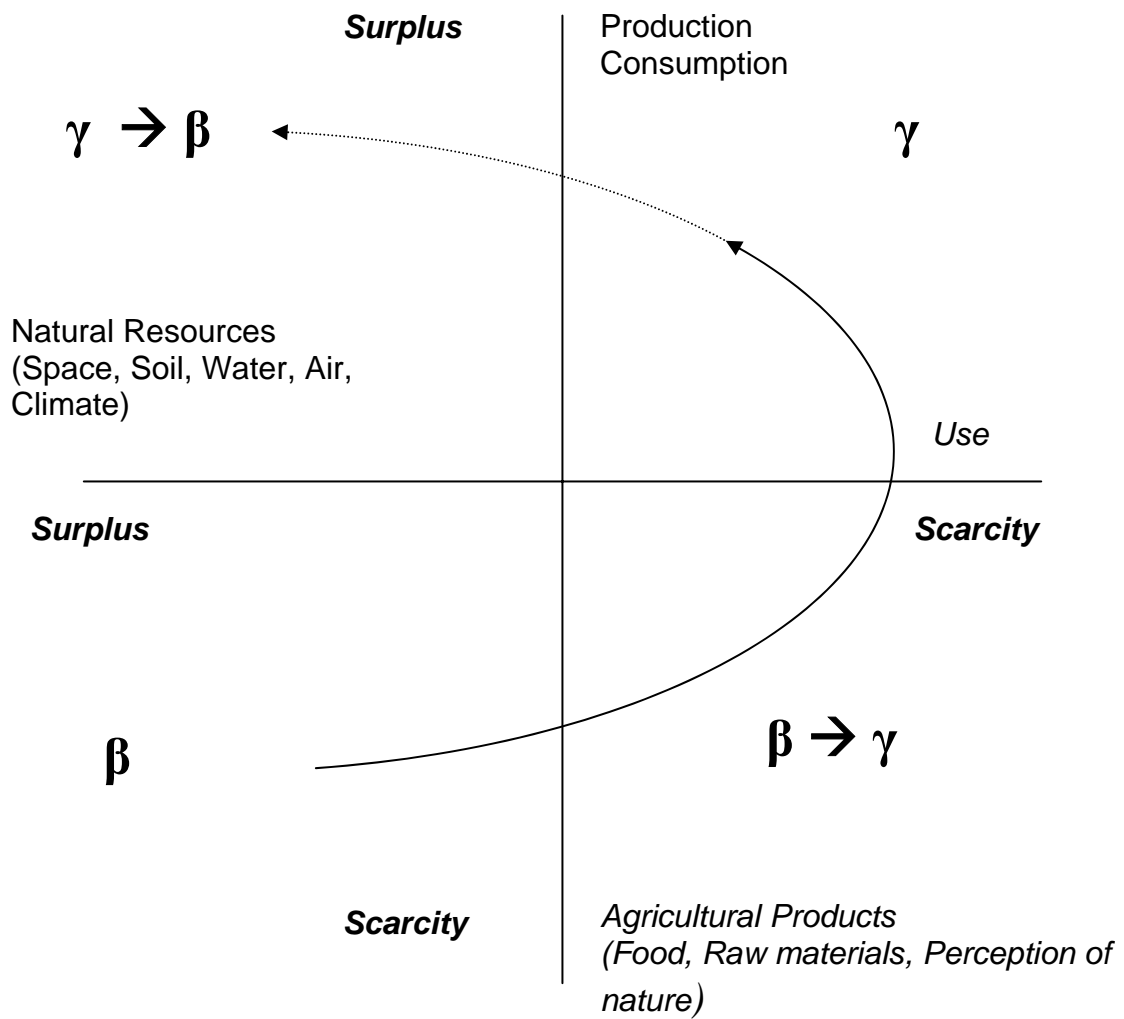 Surplus
Production
Consumption
γ → β
γ
Natural Resources
(Space, Soil, Water, Air,
Climate)
Use
Surplus
Scarcity
β
β → γ
Scarcity
Agricultural Products
(Food, Raw materials, Perception of
nature)